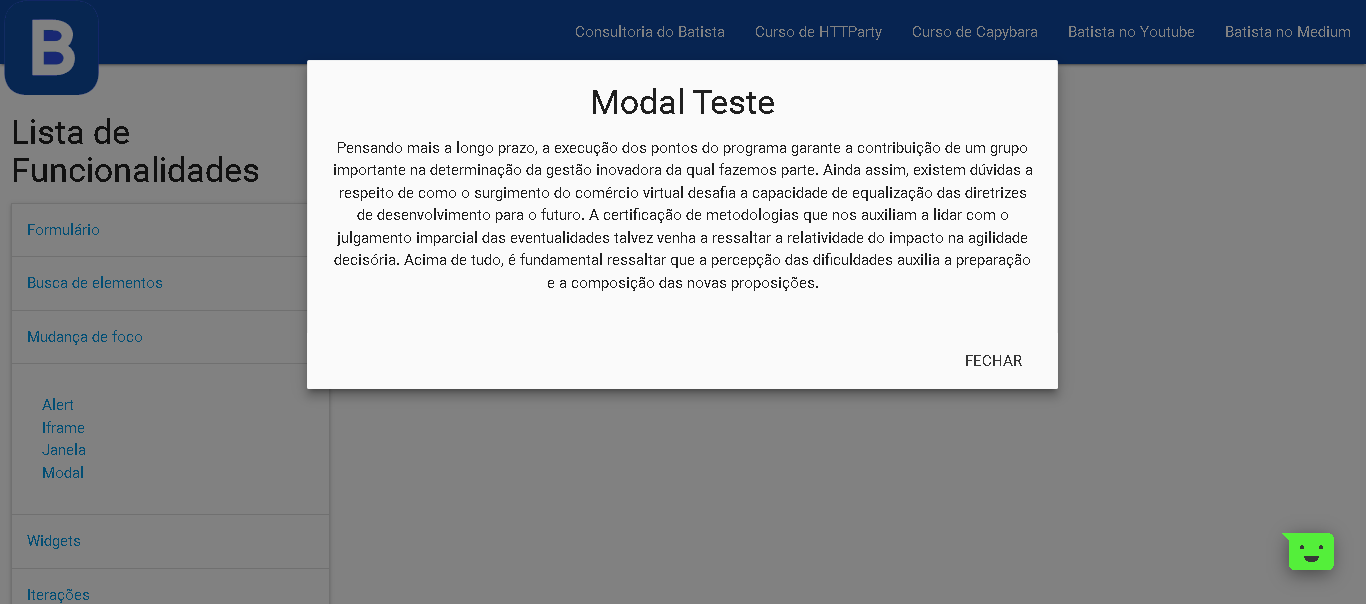 B
Consultoria do Batista
Curso de HTTParty
Curso de Capybara
Batista no Youtube
Batista no Medium
Lista de
Funcionalidades
Formulário
Busca de elementos
Mudança de foco
Alert
Iframe
Janela
Modal
Widgets
Iterações
Modal Teste
Pensando mais a longo prazo, a execução dos pontos do programa garante a contribuição de um grupo
importante na determinação da gestão inovadora da qual fazemos parte. Ainda assim, existem dúvidas a
respeito de como o surgimento do comércio virtual desafia a capacidade de equalização das diretrizes
de desenvolvimento para o futuro. A certificação de metodologias que nos auxiliam a lidar com o
julgamento imparcial das eventualidades talvez venha a ressaltar a relatividade do impacto na agilidade
decisória. Acima de tudo, é fundamental ressaltar que a percepção das dificuldades auxilia a preparação
e a composição das novas proposições.
FECHAR